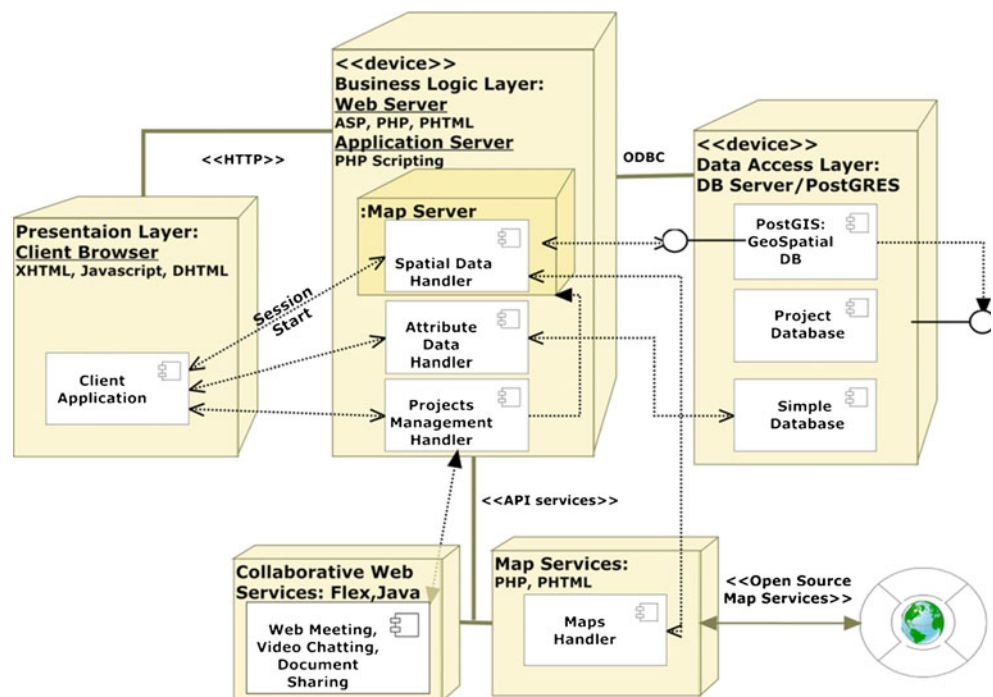 <<device>>
Business Logic Layer:
Web Server
ASP, PHP, PHTML
Application Server
PHP Scripting
:Map Server
Spatial Data
Handler
Attribute
Data
Handler
Projects
Management
Handler
<<HTTP>>
ODBC
Presentaion Layer:
Client Browser
XHTML, Javascript, DHTML
Session
Start
Client
Application
<<device>>
Data Access Layer:
DB Server/PostGRES
PostGIS:
GeoSpatial
DB
Project
Database
Simple
Database
<<API services>>
Collaborative Web
Services: Flex,Java
Web Meeting,
Video Chatting,
Document
Sharing
Map Services:
PHP, PHTML
Maps
Handler
<<Open Source
Map Services>>